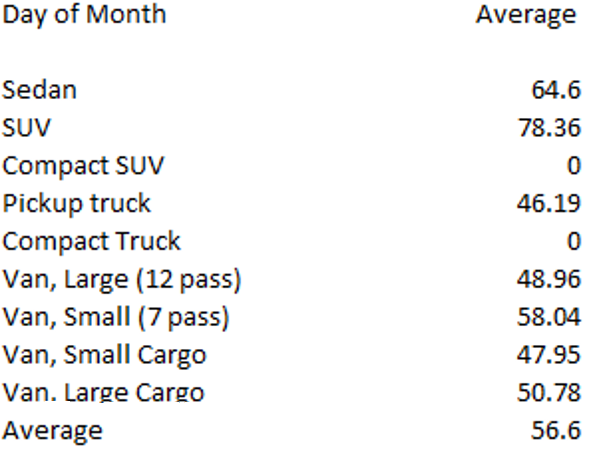 Day of Month Average
Sedan 64.6
SUV 78.36
Compact SUV 0
Pickup truck 46.19
Compact Truck 0
Van, Large (12 pass) 48.96
Van, Small (7 pass) 58.04
Van, Small Cargo 47.95
Van, Large Cargo 50.78
Average 56.6